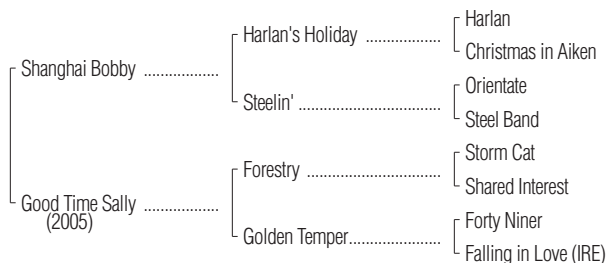 Harlan
Harlan's Holiday ..................
Christmas in Aiken
Shanghai Bobby ..................
Orientate
Steelin' ..................................
Steel Band
Storm Cat
Forestry ................................
Shared Interest
Good Time Sally ..................
(2005)
Forty Niner
Golden Temper......................
Falling in Love (IRE)